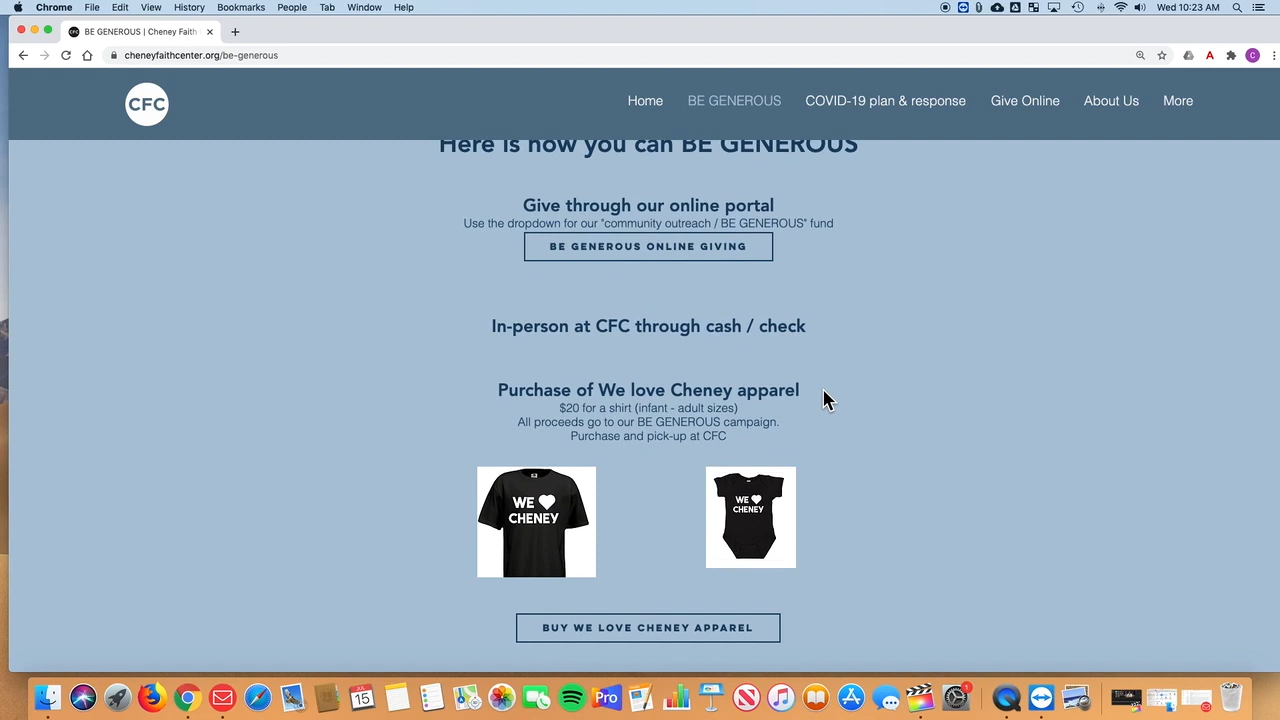 Chrome File Edit View History Bookmarks People Tab Window Help Wed 10:23 AM
CFC BE GENEROUS | Cheney Faith
cheneyfaithcenter.org/be-generous A C
CFC Home BE GENEROUS COVID-19 plan & response Give Online About Us More
Here is how you can BE GENEROUS
Give through our online portal
Use the dropdown for our "community outreach / BE GENEROUS" fund
BE GENEROUS ONLINE GIVING
In-person at CFC through cash / check
Purchase of We love Cheney apparel
$20 for a shirt (infant - adult sizes)
All proceeds go to our BE GENEROUS campaign.
Purchase and pick-up at CFC
WE
CHENEY
WE
CHENEY
BUY WE LOVE CHENEY APPAREL
JUL
15
Pro
1